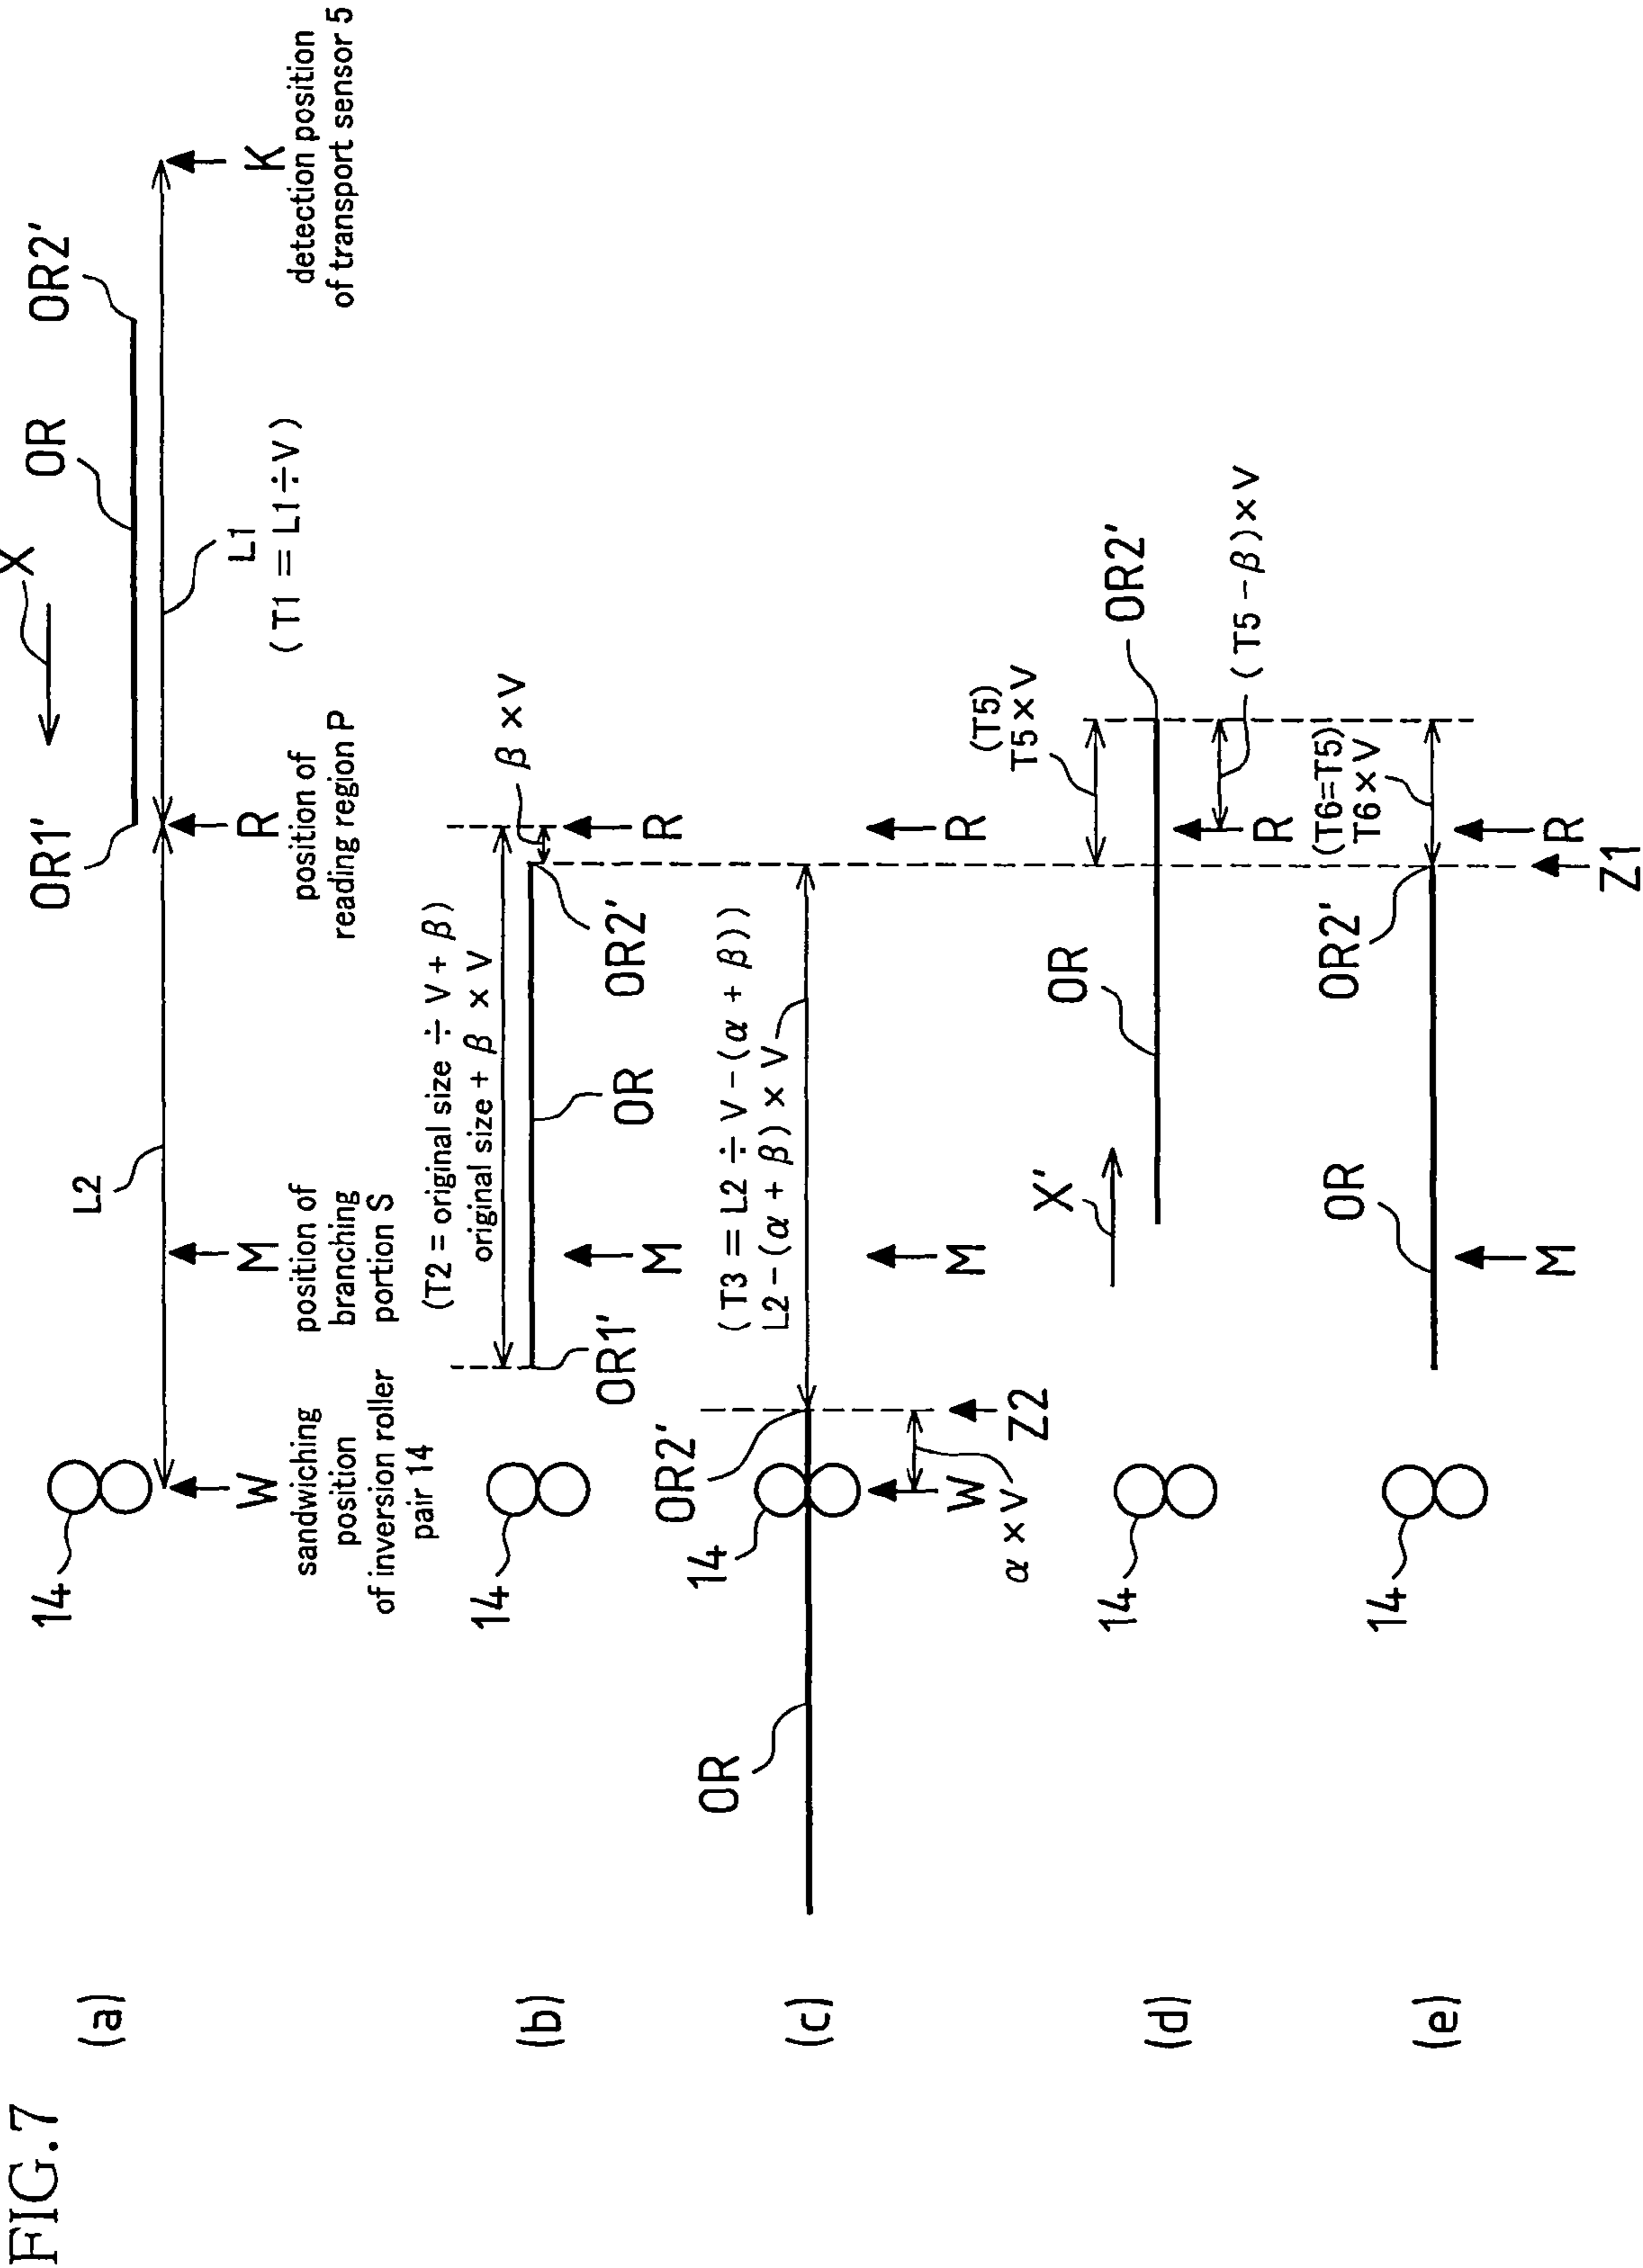 FIG.7
(a)
X
OR1'
OR
OR2'
14
L2
L1
(T1=L1÷V)
W
sandwiching
position
of inversion roller
pair 14
M
position of
branching
portion S
R
position of
reading region P
K
detection position
of transport sensor 5
(b)
(T2=original size÷V+β)
original size+β×V
β×V
14
OR1'
OR
OR2'
M
R
(c)
(T3=L2÷V-(α+β))
L2-(α+β)×V
OR
14
OR2'
W
α×V
Z2
M
R
(d)
(T5)
T5×V
X'
OR
OR2'
14
R
(T5-β)×V
(e)
(T6=T5)
T6×V
OR2'
OR
14
M
R
Z1